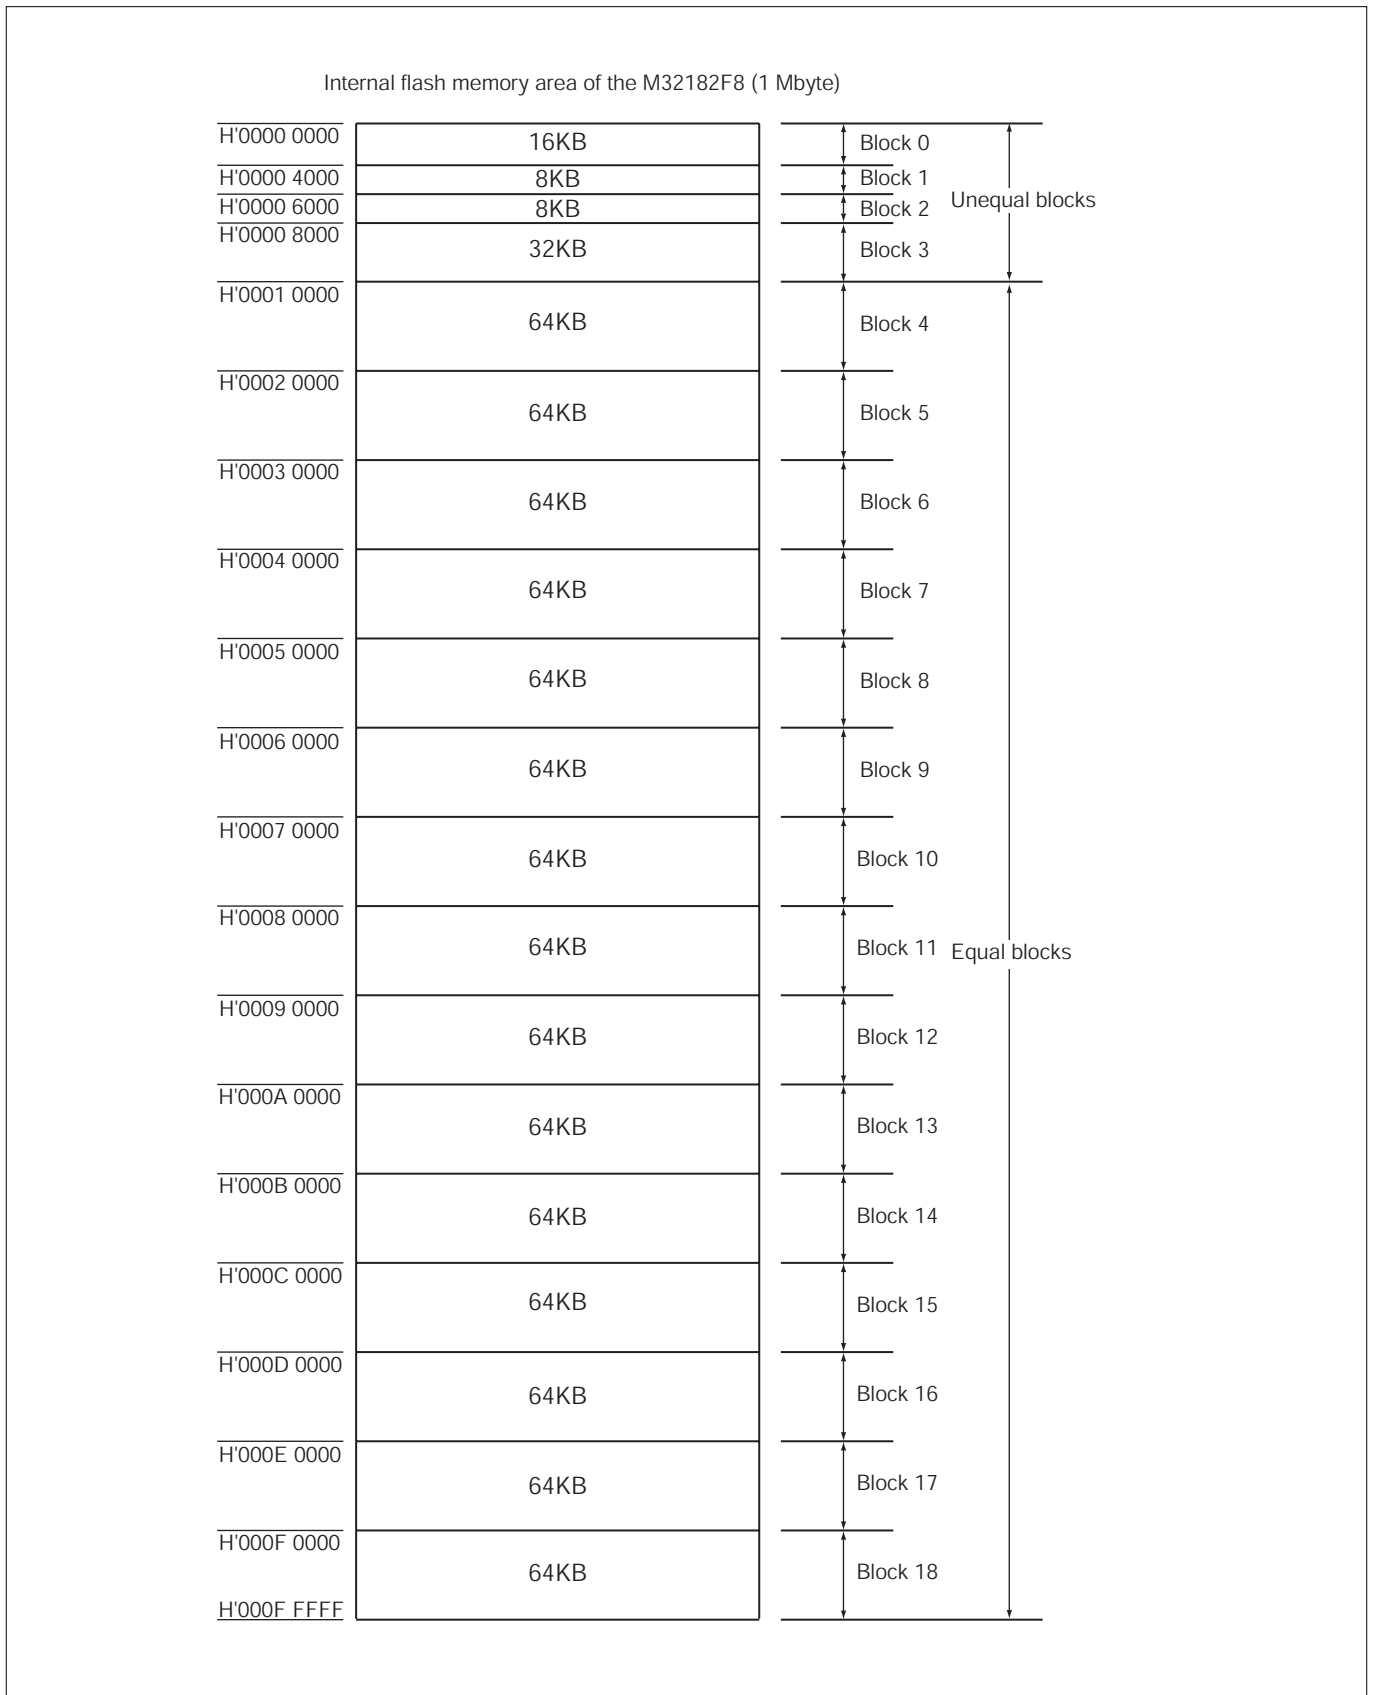 Internal flash memory area of the M32182F8 (1 Mbyte)
H'0000 0000 16KB Block 0
H'0000 4000 8KB Block 1
Unequal blocks
H'0000 6000 8KB Block 2
H'0000 8000 32KB Block 3
H'0001 0000
64KB Block 4
H'0002 0000
64KB Block 5
H'0003 0000
64KB Block 6
H'0004 0000
64KB Block 7
H'0005 0000
64KB Block 8
H'0006 0000
64KB Block 9
H'0007 0000
64KB Block 10
H'0008 0000
64KB Block 11 Equal blocks
H'0009 0000
64KB Block 12
H'000A 0000
64KB Block 13
H'000B 0000
64KB Block 14
H'000C 0000
64KB Block 15
H'000D 0000
64KB Block 16
H'000E 0000
64KB Block 17
H'000F 0000
64KB Block 18
H'000F FFFF